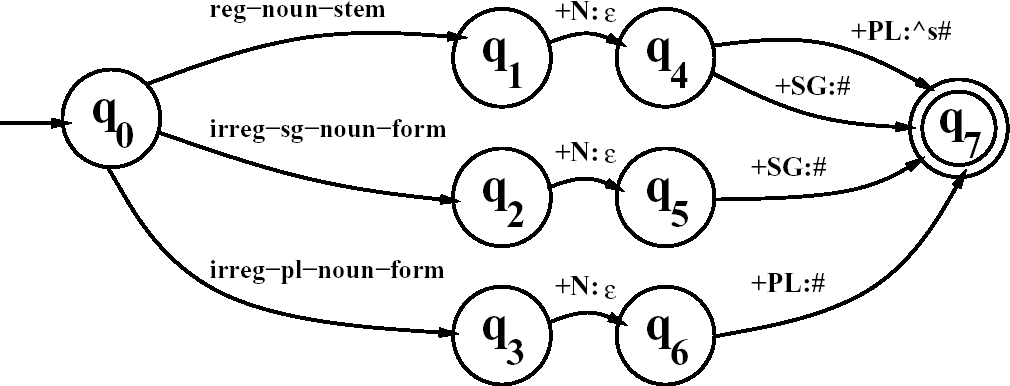 reg−noun−stem
+N: ε
q1
q4
+PL:^s#
+SG:#
q0
q7
irreg−sg−noun−form
+N: ε
q2
q5
+SG:#
irreg−pl−noun−form
+N: ε
q3
q6
+PL:#